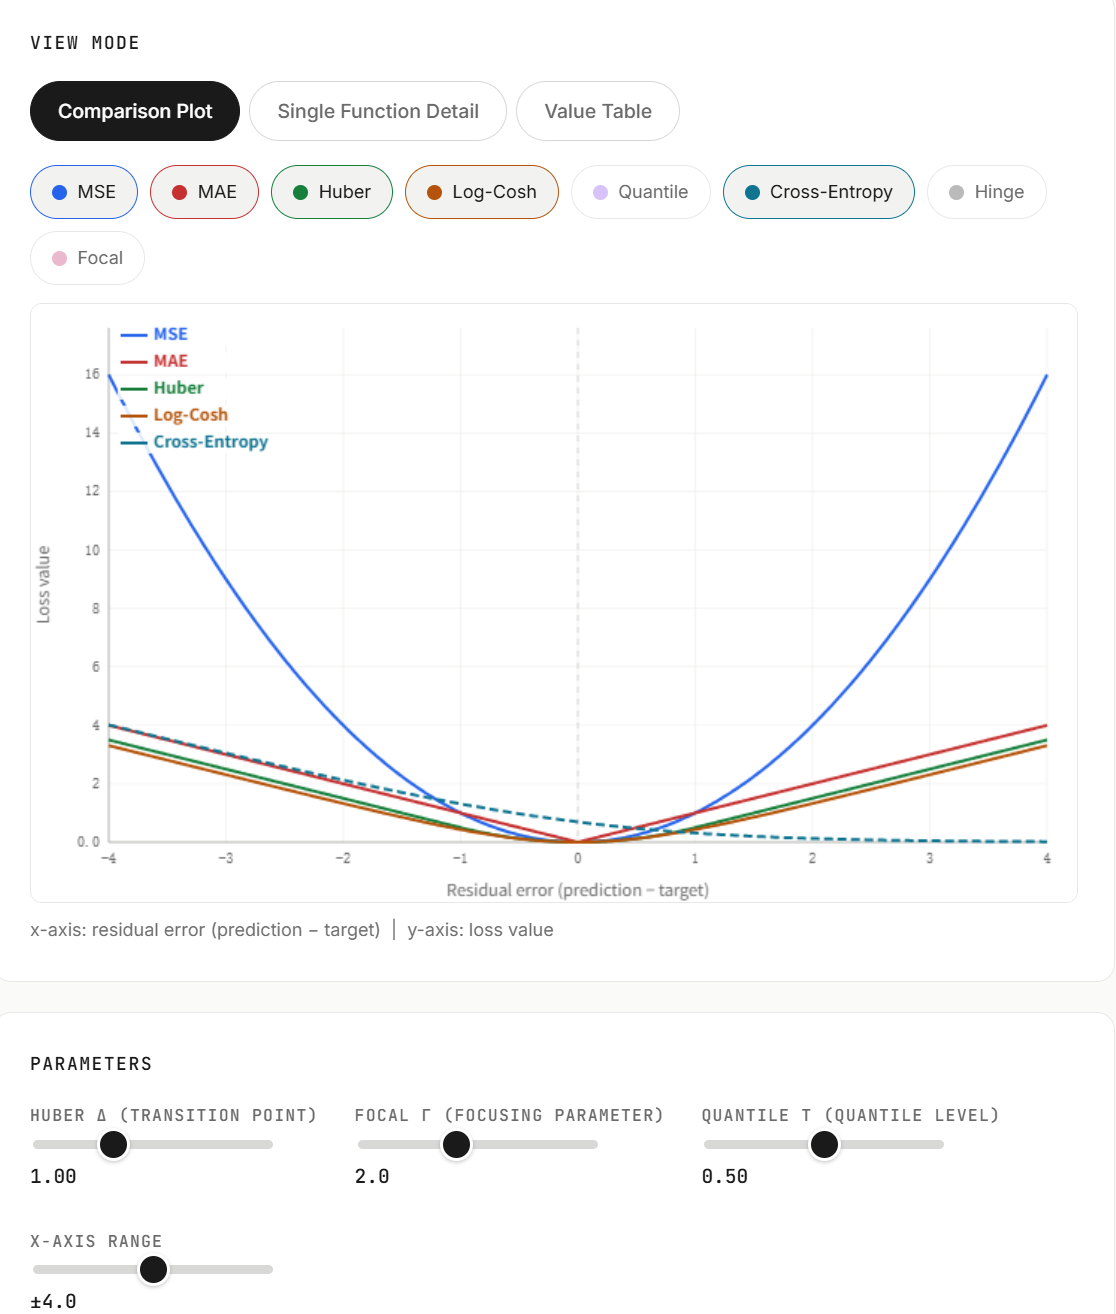 VIEW MODE
Comparison Plot Single Function Detail Value Table
MSE MAE Huber Log-Cosh Quantile Cross-Entropy Hinge
Focal
MSE
MAE
Huber
Log-Cosh
Cross-Entropy
16
14
12
10
8
6
4
2
0.0
Loss value
−4 −3 −2 −1 0 1 2 3 4
Residual error (prediction − target)
x-axis: residual error (prediction − target) | y-axis: loss value
PARAMETERS
HUBER Δ (TRANSITION POINT) FOCAL Γ (FOCUSING PARAMETER) QUANTILE Τ (QUANTILE LEVEL)
1.00 2.0 0.50
X-AXIS RANGE
±4.0